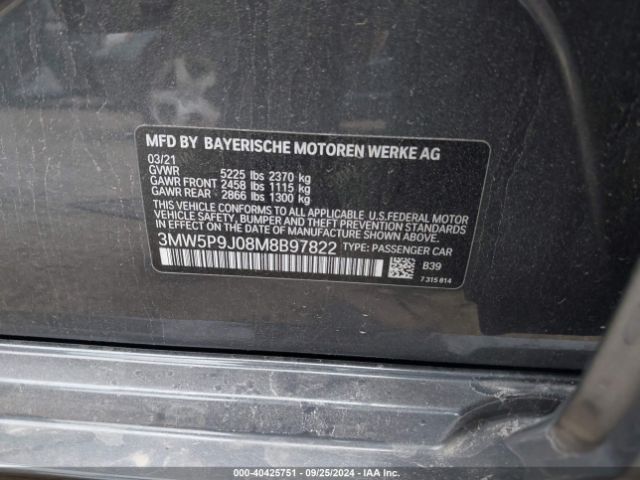 MFD BY BAYERISCHE MOTOREN WERKE AG
03/21
GVWR 5225 lbs 2370 kg
GAWR FRONT 2458 lbs 1115 kg
GAWR REAR 2866 lbs 1300 kg
THIS VEHICLE CONFORMS TO ALL APPLICABLE U.S. FEDERAL MOTOR
VEHICLE SAFETY, BUMPER AND THEFT PREVENTION STANDARDS
IN EFFECT ON THE DATE OF MANUFACTURE SHOWN ABOVE.
3MW5P9J08M8B97822 TYPE: PASSENGER CAR
B39
7 315 814
000-40425751 - 09/25/2024 - IAA Inc.